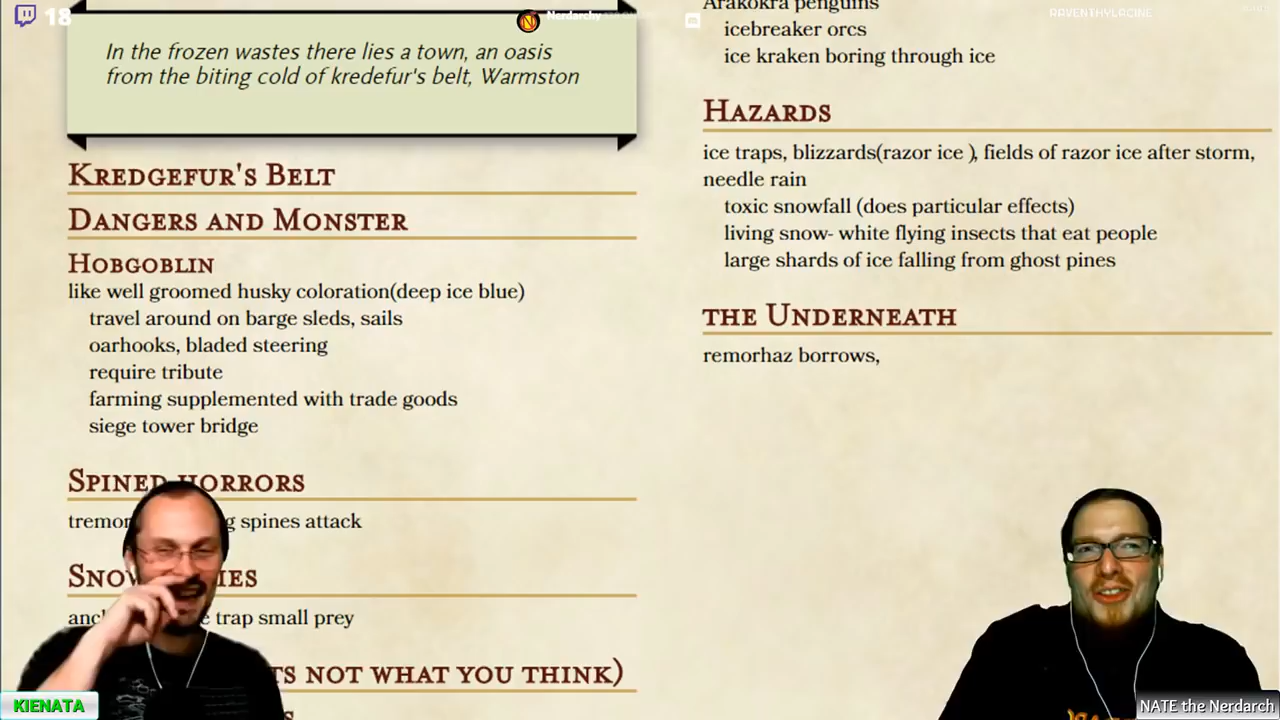 18
Nerdarchy
RAVENTHYLACINE
In the frozen wastes there lies a town, an oasis
from the biting cold of kredefur's belt, Warmston
Kredgefur's Belt
Dangers and Monster
Hobgoblin
like well groomed husky coloration(deep ice blue)
travel around on barge sleds, sails
oarhooks, bladed steering
require tribute
farming supplemented with trade goods
siege tower bridge
Spined horrors
spines attack
trap small prey
not what you think)
Arakokra penguins
icebreaker orcs
ice kraken boring through ice
Hazards
ice traps, blizzards(razor ice ), fields of razor ice after storm,
needle rain
toxic snowfall (does particular effects)
living snow- white flying insects that eat people
large shards of ice falling from ghost pines
the Underneath
remorhaz borrows,
KIENATA
NATE the Nerdarch